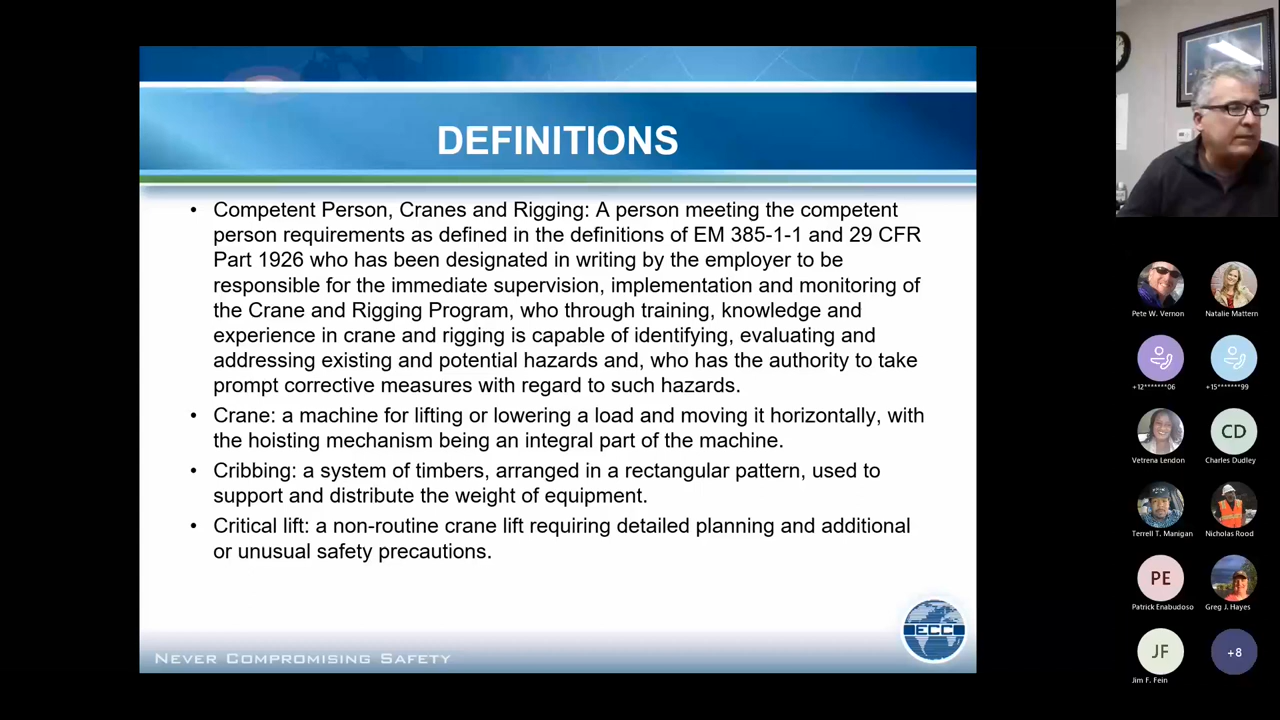 DEFINITIONS
• Competent Person, Cranes and Rigging: A person meeting the competent
person requirements as defined in the definitions of EM 385-1-1 and 29 CFR
Part 1926 who has been designated in writing by the employer to be
responsible for the immediate supervision, implementation and monitoring of
the Crane and Rigging Program, who through training, knowledge and
experience in crane and rigging is capable of identifying, evaluating and
addressing existing and potential hazards and, who has the authority to take
prompt corrective measures with regard to such hazards.
• Crane: a machine for lifting or lowering a load and moving it horizontally, with
the hoisting mechanism being an integral part of the machine.
• Cribbing: a system of timbers, arranged in a rectangular pattern, used to
support and distribute the weight of equipment.
• Critical lift: a non-routine crane lift requiring detailed planning and additional
or unusual safety precautions.
ECC
NEVER COMPROMISING SAFETY
Pete W. Vernon
Natalie Mattern
+12*******06
+15*******99
Vetrena Lendon
CD
Charles Dudley
Terrell T. Manigan
Nicholas Rood
PE
Patrick Enabudoso
Greg J. Hayes
JF
Jim F. Fein
+8